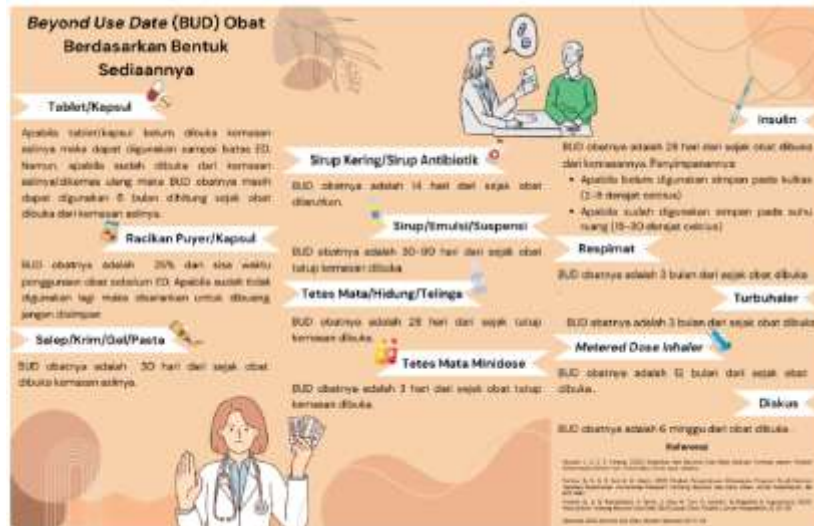 Beyond Use Date (BUD) Obat
Berdasarkan Bentuk
Sediaannya
Tablet/Kapsul
Apabila tablet/kapsul belum dibuka kemasan
aslinya maka dapat digunakan sampai batas ED.
Namun, apabila sudah dibuka dari kemasan
aslinya/dikemas ulang maka BUD obatnya masih
dapat digunakan 6 bulan dihitung sejak obat
dibuka dari kemasan aslinya.
Racikan Puyer/Kapsul
BUD obatnya adalah 25% dari sisa waktu
penggunaan obat sebelum ED. Apabila sudah tidak
digunakan lagi maka disarankan untuk dibuang
jangan disimpan
Salep/Krim/Gel/Pasta
BUD obatnya adalah 30 hari dari sejak obat
dibuka kemasan aslinya.
Sirup Kering/Sirup Antibiotik
BUD obatnya adalah 14 hari dari sejak obat
dilarutkan.
Sirup/Emulsi/Suspensi
BUD obatnya adalah 30-90 hari dari sejak obat
tutup kemasan dibuka
Tetes Mata/Hidung/Telinga
BUD obatnya adalah 28 hari dari sejak tutup
kemasan dibuka.
Tetes Mata Minidose
BUD obatnya adalah 3 hari dari sejak obat tutup
kemasan dibuka.
Insulin
BUD obatnya adalah 28 hari dari sejak obat dibuka
dari kemasannya. Penyimpanannya:
• Apabila belum digunakan simpan pada kulkas
(2-8 derajat celcius)
• Apabila sudah digunakan simpan pada suhu
ruang (15-30 derajat celcius)
Respimat
BUD obatnya adalah 3 bulan dari sejak obat dibuka
Turbuhaler
BUD obatnya adalah 3 bulan dari sejak obat dibuka
Metered Dose Inhaler
BUD obatnya adalah 12 bulan dari sejak obat
dibuka.
Diskus
BUD obatnya adalah 6 minggu dari obat dibuka
Referensi